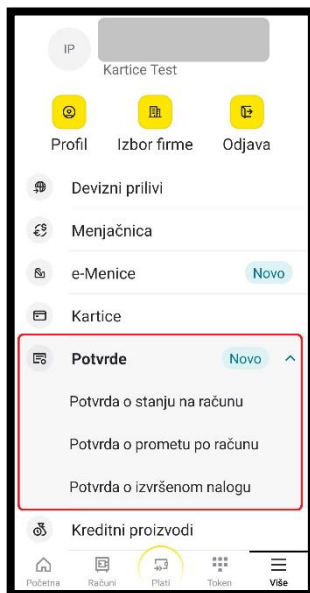 IP
Kartice Test
Profil Izbor firme Odjava
Devizni prilivi
Menjačnica
e-Menice Novo
Kartice
Potvrde Novo
Potvrda o stanju na računu
Potvrda o prometu po računu
Potvrda o izvršenom nalogu
Kreditni proizvodi
Početna Računi Plati Token Više